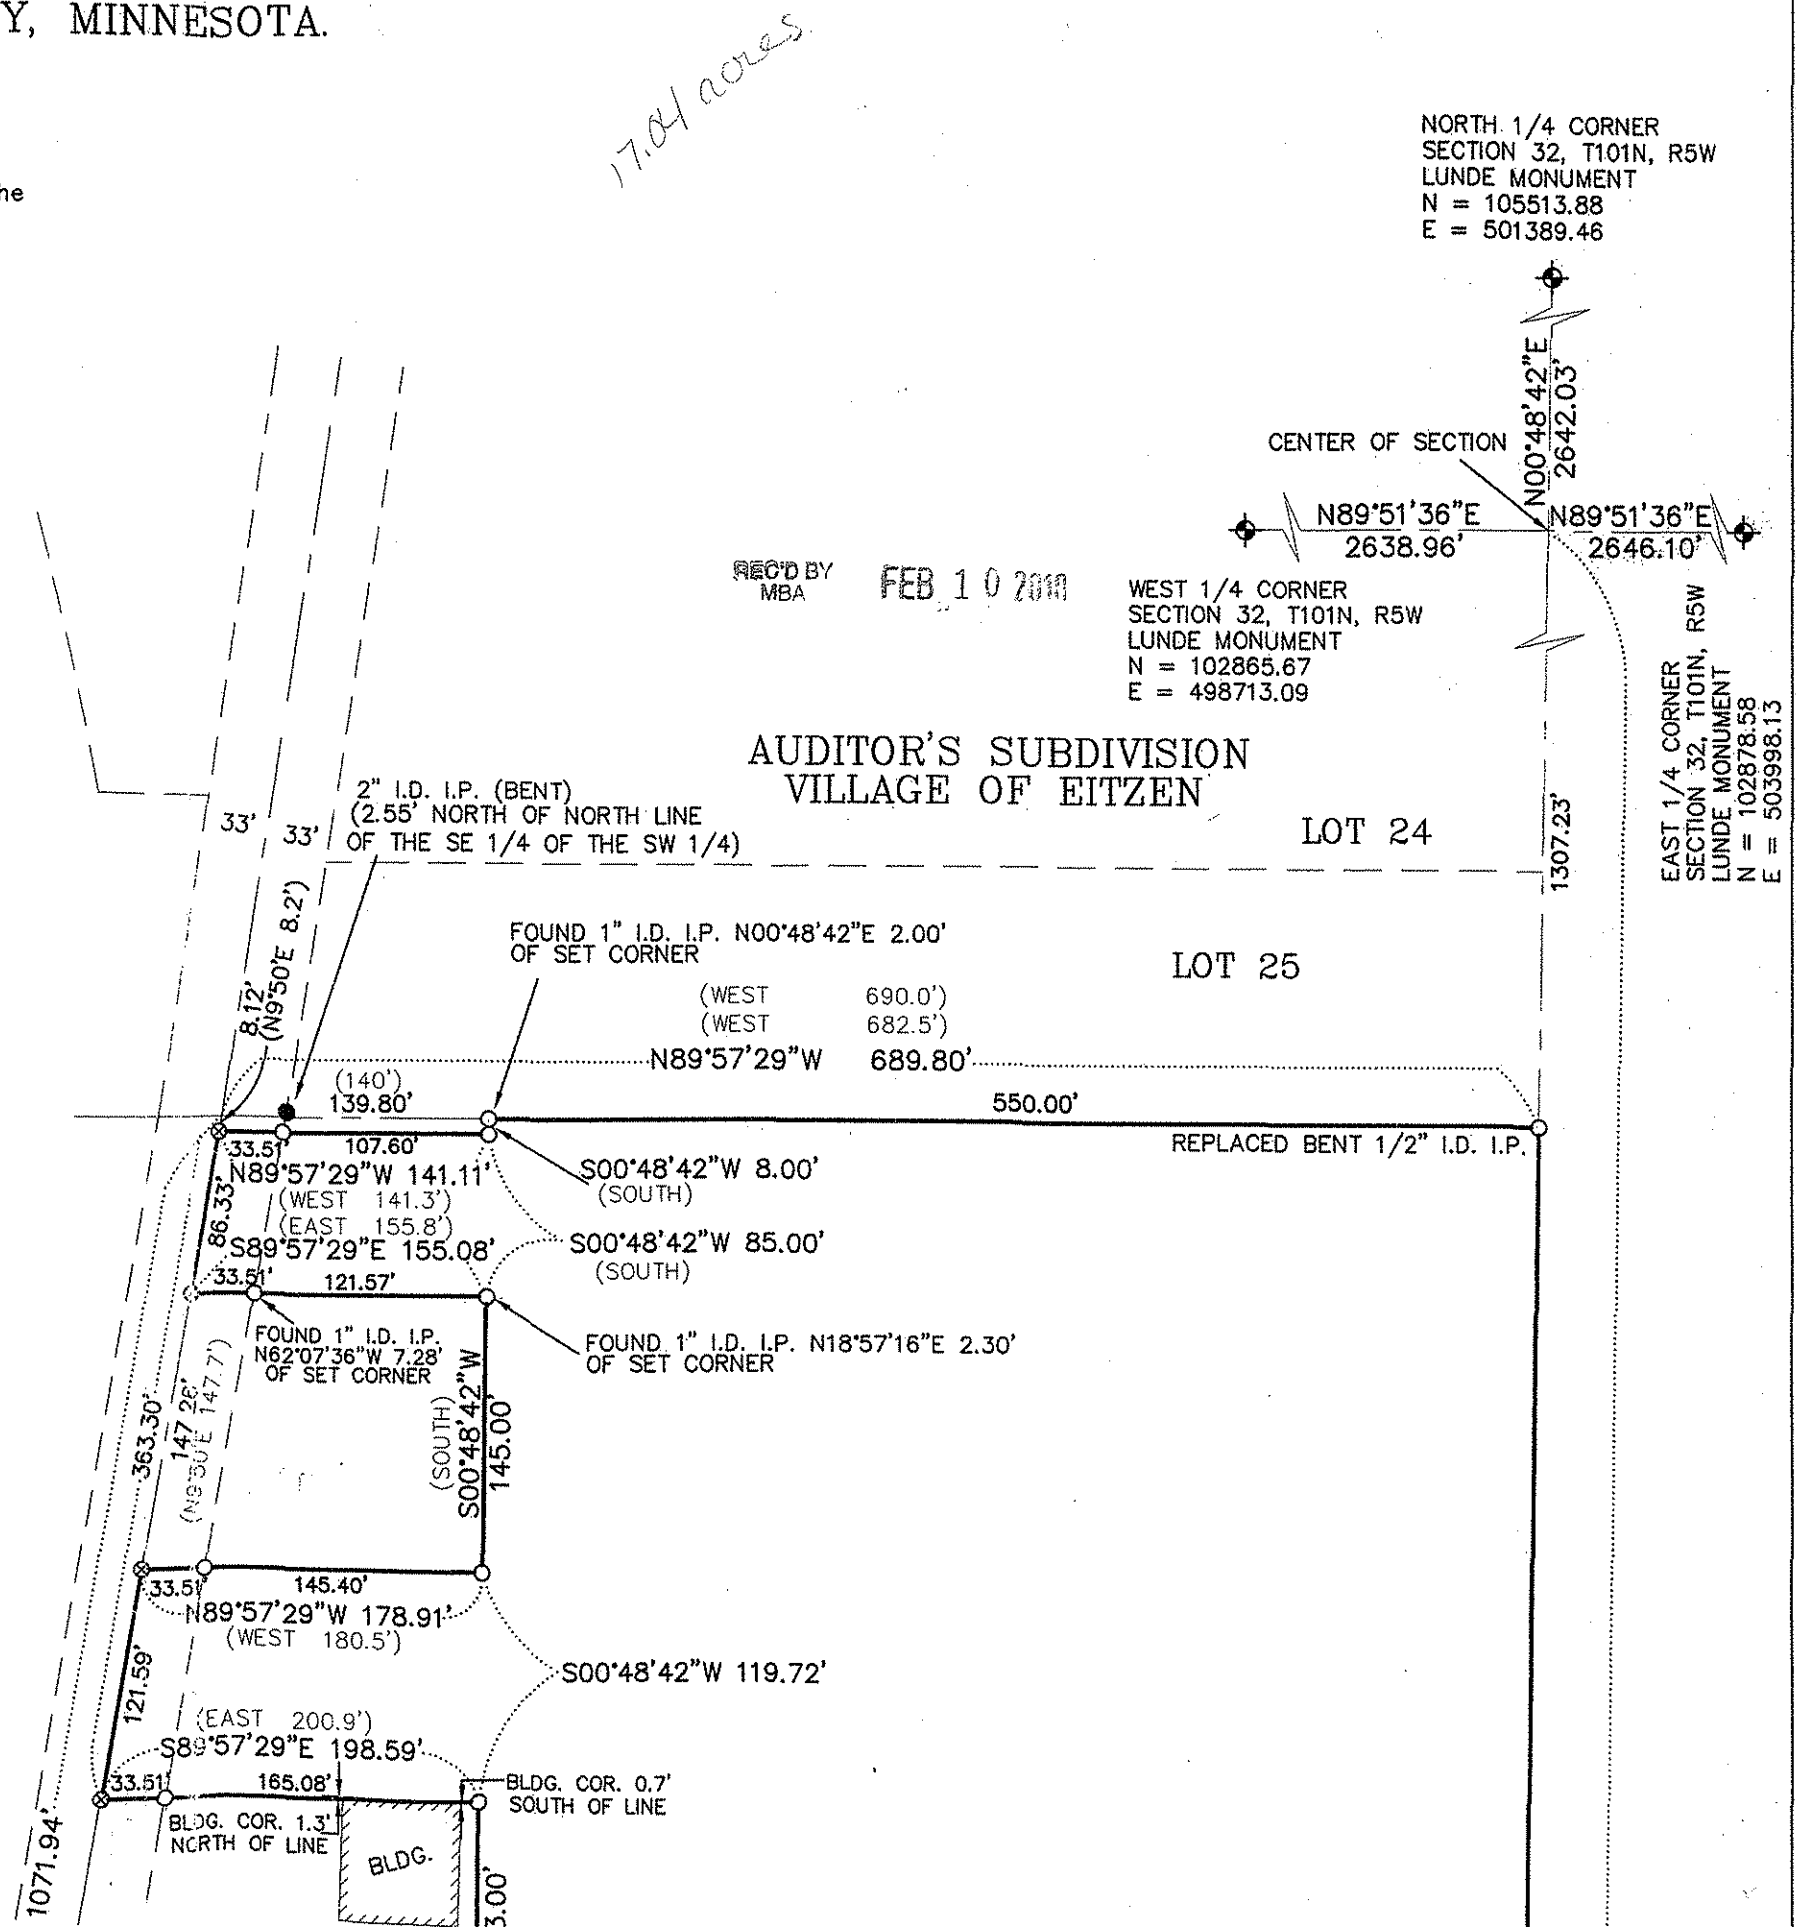 Y, MINNESOTA.
17.04 acres
he
NORTH 1/4 CORNER
SECTION 32, T101N, R5W
LUNDE MONUMENT
N = 105513.88
E = 501389.46
N00°48'42"E
2642.03'
CENTER OF SECTION
N89°51'36"E
2638.96'
N89°51'36"E
2646.10'
REC'D BY
MBA
FEB 10 2010
WEST 1/4 CORNER
SECTION 32, T101N, R5W
LUNDE MONUMENT
N = 102865.67
E = 498713.09
EAST 1/4 CORNER
SECTION 32, T101N, R5W
LUNDE MONUMENT
N = 102878.58
E = 503998.13
AUDITOR'S SUBDIVISION
VILLAGE OF EITZEN
LOT 24
1307.23'
2" I.D. I.P. (BENT)
(2.55' NORTH OF NORTH LINE
OF THE SE 1/4 OF THE SW 1/4)
33'
33'
8.12'
(N9°50'E 8.2')
FOUND 1" I.D. I.P. N00°48'42"E 2.00'
OF SET CORNER
LOT 25
(WEST 690.0')
(WEST 682.5')
N89°57'29"W 689.80'
(140')
139.80'
550.00'
REPLACED BENT 1/2" I.D. I.P.
33.51'
107.60'
N89°57'29"W 141.11'
(WEST 141.3')
(EAST 155.8')
S89°57'29"E 155.08'
86.33'
S00°48'42"W 8.00'
(SOUTH)
S00°48'42"W 85.00'
(SOUTH)
33.51'
121.57'
FOUND 1" I.D. I.P.
N62°07'36"W 7.28'
OF SET CORNER
FOUND 1" I.D. I.P. N18°57'16"E 2.30'
OF SET CORNER
363.30'
147.26'
(N9°50'E 147.7')
(SOUTH)
S00°48'42"W
145.00'
33.51'
145.40'
N89°57'29"W 178.91'
(WEST 180.5')
121.59'
S00°48'42"W 119.72'
(EAST 200.9')
S89°57'29"E 198.59'
33.51'
165.08'
BLDG. COR. 0.7'
SOUTH OF LINE
BLDG. COR. 1.3'
NORTH OF LINE
BLDG.
1071.94'
3.00'